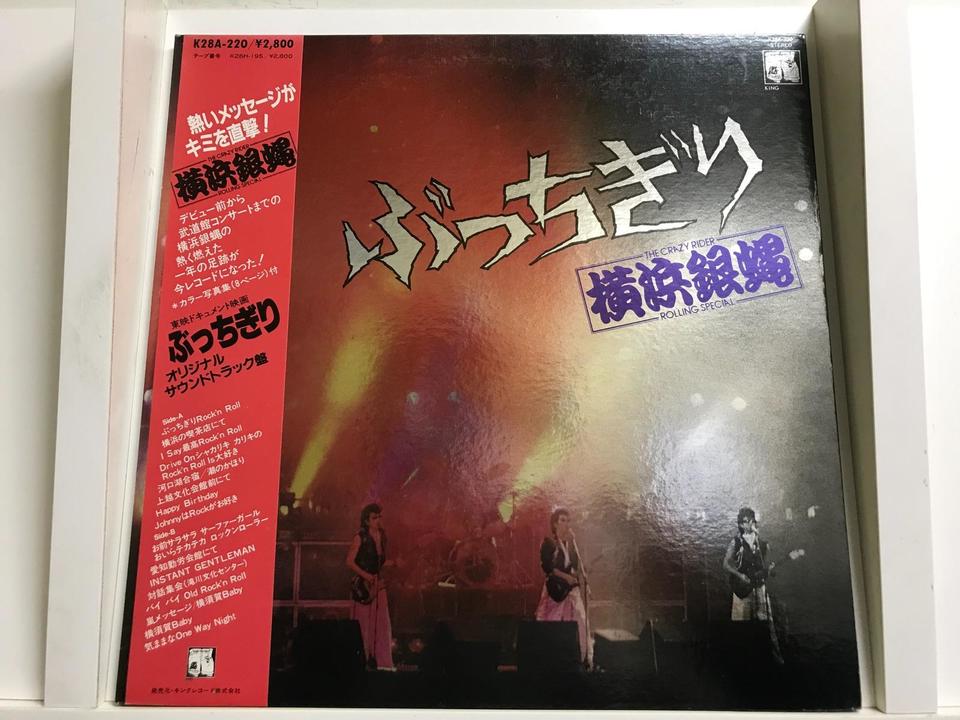 K28A-220/¥2,800
テープ番号 K28H-195/¥2,800
熱いメッセージが
キミを直撃!
THE CRAZY RIDER
横浜銀蝿
ROLLING SPECIAL
デビュー前から
武道館コンサートまでの
横浜銀蝿の
熱く燃えた
一年の足跡が
今レコードになった!
*カラー写真集(8ページ)付
東映ドキュメント映画
ぶっちぎり
オリジナル
サウンドトラック盤
Side-A
ぶっちぎりRock'n Roll
横浜の喫茶店にて
I Say最高Rock'n Roll
Drive Onシャカリキ カリキの
Rock'n Roll Is大好き
河口湖合宿/潮のかほり
上越文化会館前にて
Happy Birthday
JohnnyはRockがお好き
Side-B
お前サラサラ サーファーガール
おいらテカテカ ロックンローラー
愛知勤労会館にて
INSTANT GENTLEMAN
対話集会(滝川文化センター)
バイ バイ Old Rock'n Roll
嵐メッセージ/横須賀Baby
横須賀Baby
気ままなOne Way Night
発売元・キングレコード株式会社
STEREO
KING
ぶっちぎり
THE CRAZY RIDER
横浜銀蝿
ROLLING SPECIAL